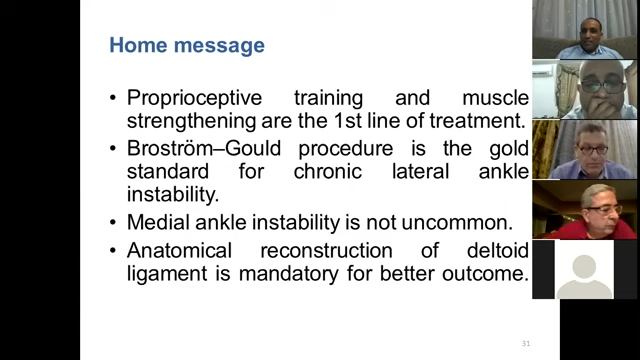 Home message
• Proprioceptive training and muscle
strengthening are the 1st line of treatment.
• Broström–Gould procedure is the gold
standard for chronic lateral ankle
instability.
• Medial ankle instability is not uncommon.
• Anatomical reconstruction of deltoid
ligament is mandatory for better outcome.
31